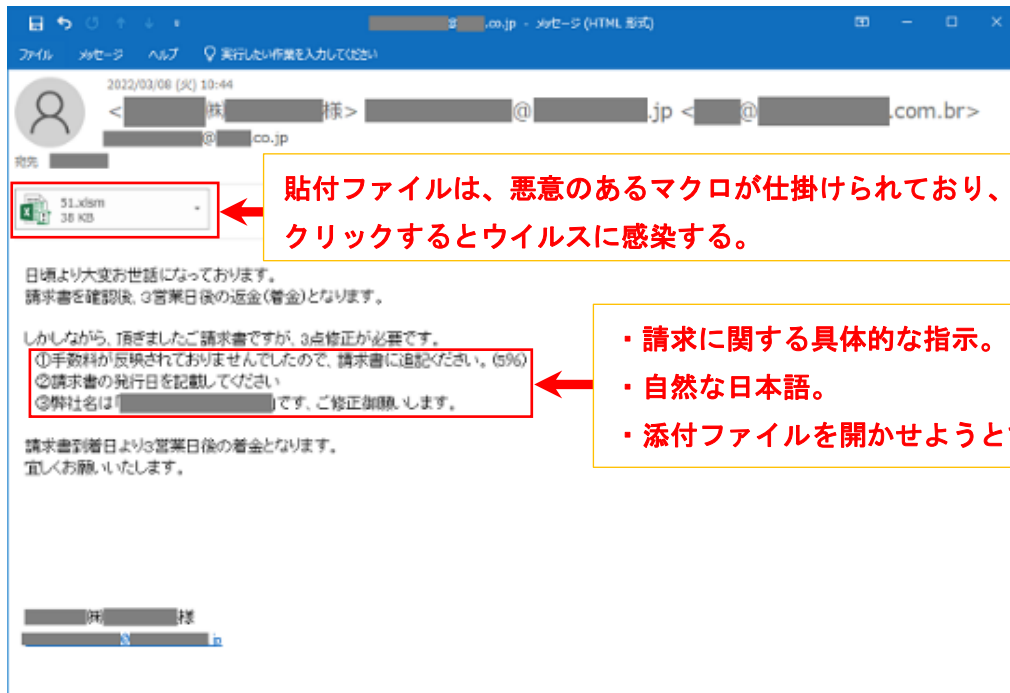 @ .co.jp - メッセージ (HTML 形式)
ファイル メッセージ ヘルプ 実行したい作業を入力してください
2022/03/08 (火) 10:44
< ㈱ 様> @ .jp < @ .com.br>
@ .co.jp
宛先
51.xlsm
38 KB
貼付ファイルは、悪意のあるマクロが仕掛けられており、
クリックするとウイルスに感染する。
日頃より大変お世話になっております。
請求書を確認後、3営業日後の返金(着金)となります。
しかしながら、頂きましたご請求書ですが、3点修正が必要です。
①手数料が反映されておりませんでしたので、請求書に追記ください。(5%)
②請求書の発行日を記載してください
③弊社名は「 」です、ご修正御願いします。
・請求に関する具体的な指示。
・自然な日本語。
・添付ファイルを開かせようと
請求書到着日より3営業日後の着金となります。
宜しくお願いいたします。
㈱ 様
@ .jp